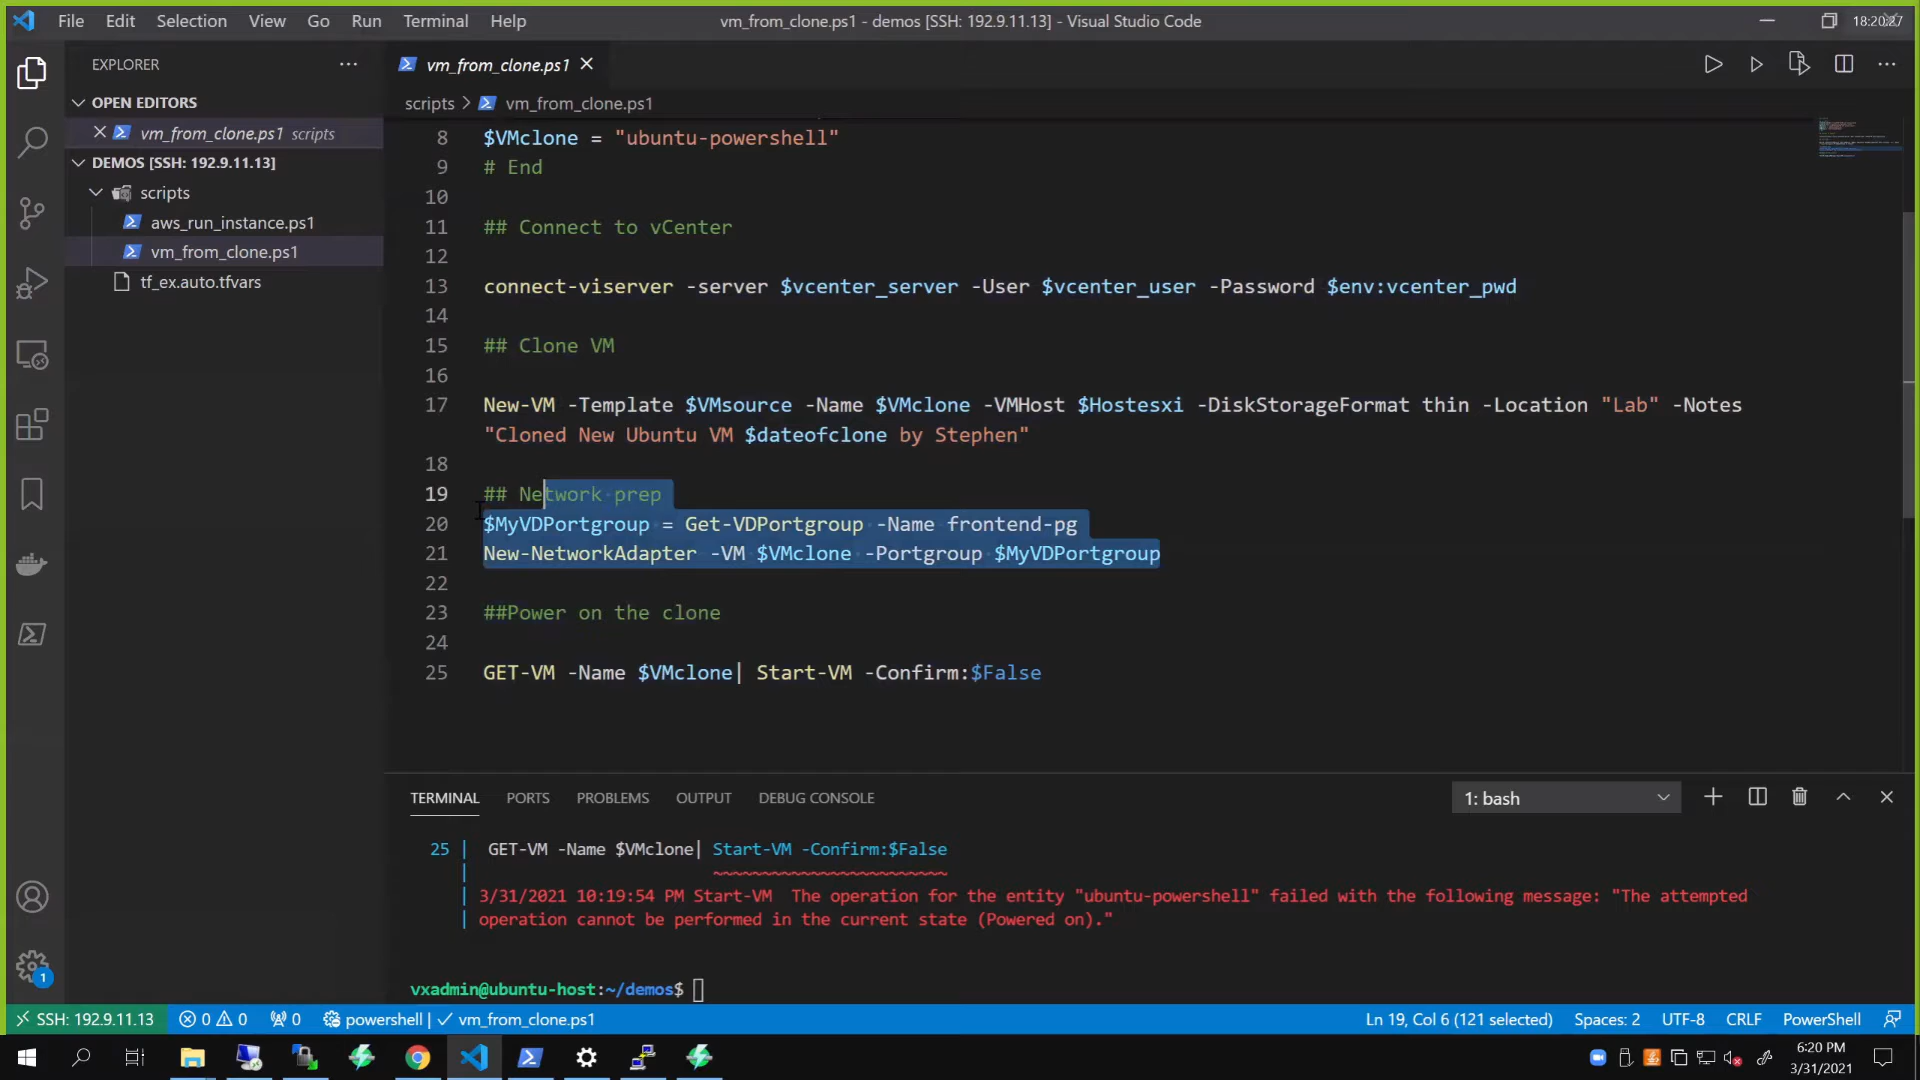 File Edit Selection View Go Run Terminal Help
vm_from_clone.ps1 - demos [SSH: 192.9.11.13] - Visual Studio Code
18:20:27
EXPLORER
OPEN EDITORS
vm_from_clone.ps1 scripts
DEMOS [SSH: 192.9.11.13]
scripts
aws_run_instance.ps1
vm_from_clone.ps1
tf_ex.auto.tfvars
vm_from_clone.ps1
scripts > vm_from_clone.ps1
8 $VMclone = "ubuntu-powershell"
9 # End
10
11 ## Connect to vCenter
12
13 connect-viserver -server $vcenter_server -User $vcenter_user -Password $env:vcenter_pwd
14
15 ## Clone VM
16
17 New-VM -Template $VMsource -Name $VMclone -VMHost $Hostesxi -DiskStorageFormat thin -Location "Lab" -Notes
"Cloned New Ubuntu VM $dateofclone by Stephen"
18
19 ## Network prep
20 $MyVDPortgroup = Get-VDPortgroup -Name frontend-pg
21 New-NetworkAdapter -VM $VMclone -Portgroup $MyVDPortgroup
22
23 ##Power on the clone
24
25 GET-VM -Name $VMclone| Start-VM -Confirm:$False
TERMINAL PORTS PROBLEMS OUTPUT DEBUG CONSOLE
1: bash
25 | GET-VM -Name $VMclone| Start-VM -Confirm:$False
| ~~~~~~~~~~~~~~~~~~~~~~~~
| 3/31/2021 10:19:54 PM Start-VM The operation for the entity "ubuntu-powershell" failed with the following message: "The attempted
| operation cannot be performed in the current state (Powered on)."
vxadmin@ubuntu-host:~/demos$
1
SSH: 192.9.11.13 0 0 0 powershell | vm_from_clone.ps1
Ln 19, Col 6 (121 selected) Spaces: 2 UTF-8 CRLF PowerShell
6:20 PM
3/31/2021